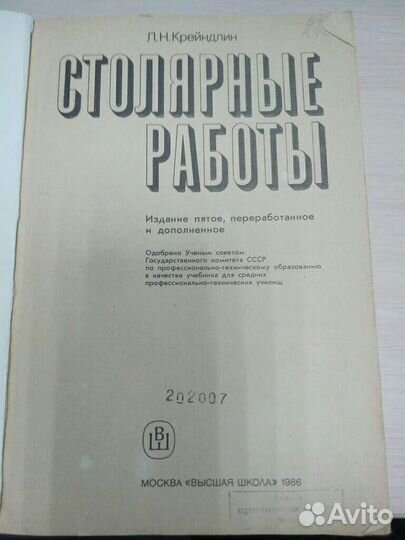 Л.Н.Крейндлин
СТОЛЯРНЫЕ
РАБОТЫ
Издание пятое, переработанное
и дополненное
Одобрено Ученым советом
Государственного комитета СССР
по профессионально-техническому образованию
в качестве учебника для средних
профессионально-технических училищ
202007
ВШ
МОСКВА «ВЫСШАЯ ШКОЛА» 1986
Avito